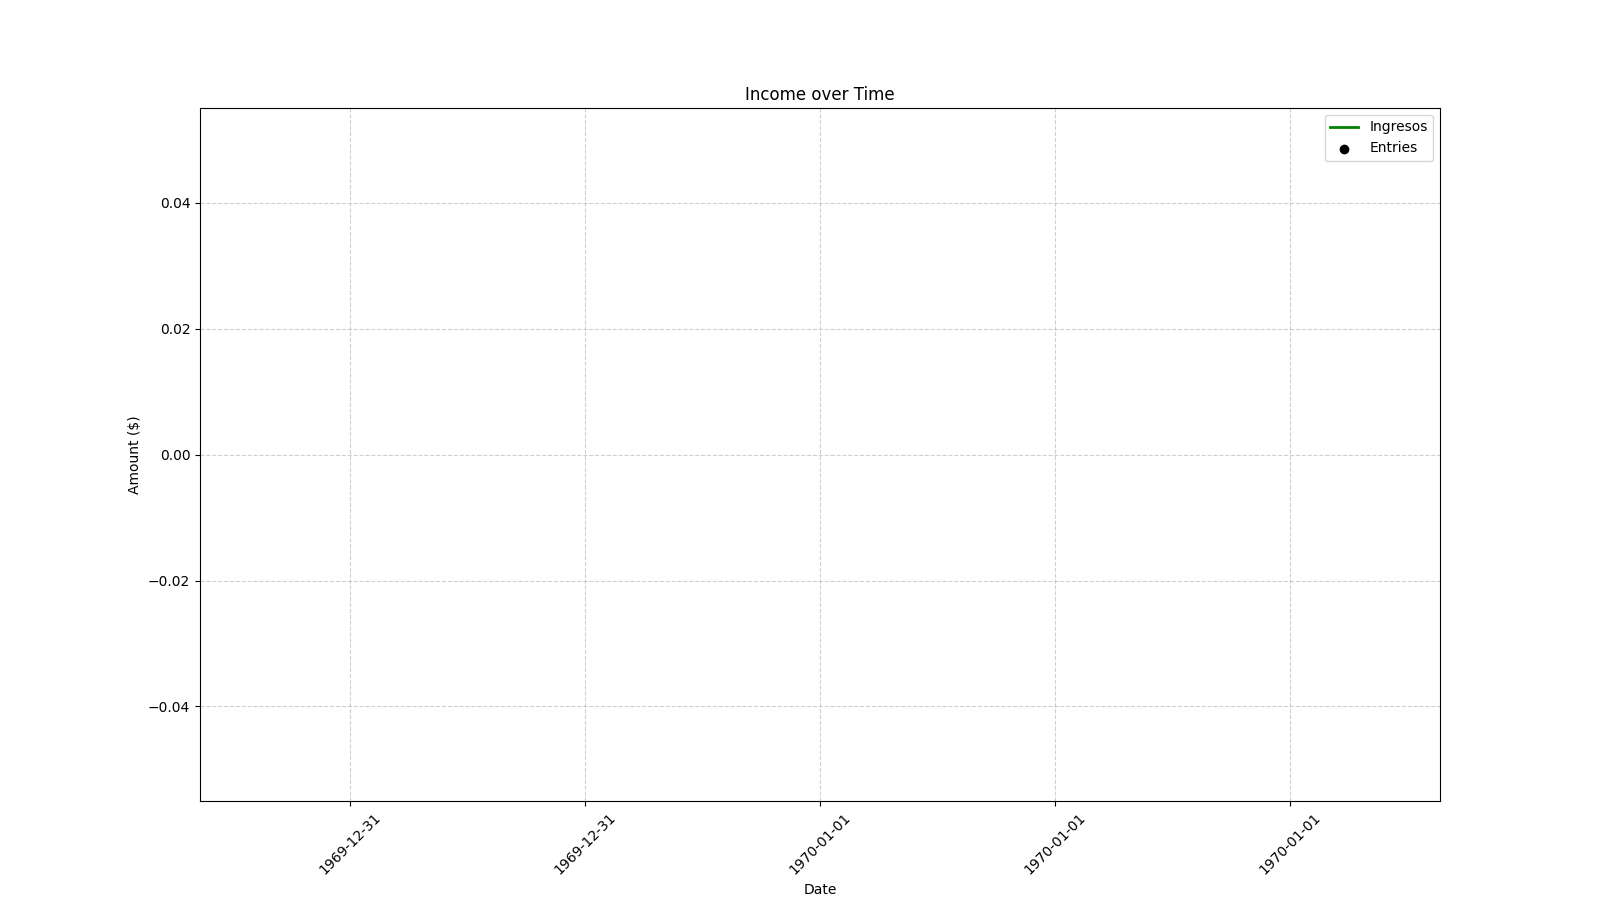 Income over Time
Ingresos
Entries
0.04
0.02
0.00
−0.02
−0.04
Amount ($)
1969-12-31
1969-12-31
1970-01-01
1970-01-01
1970-01-01
Date